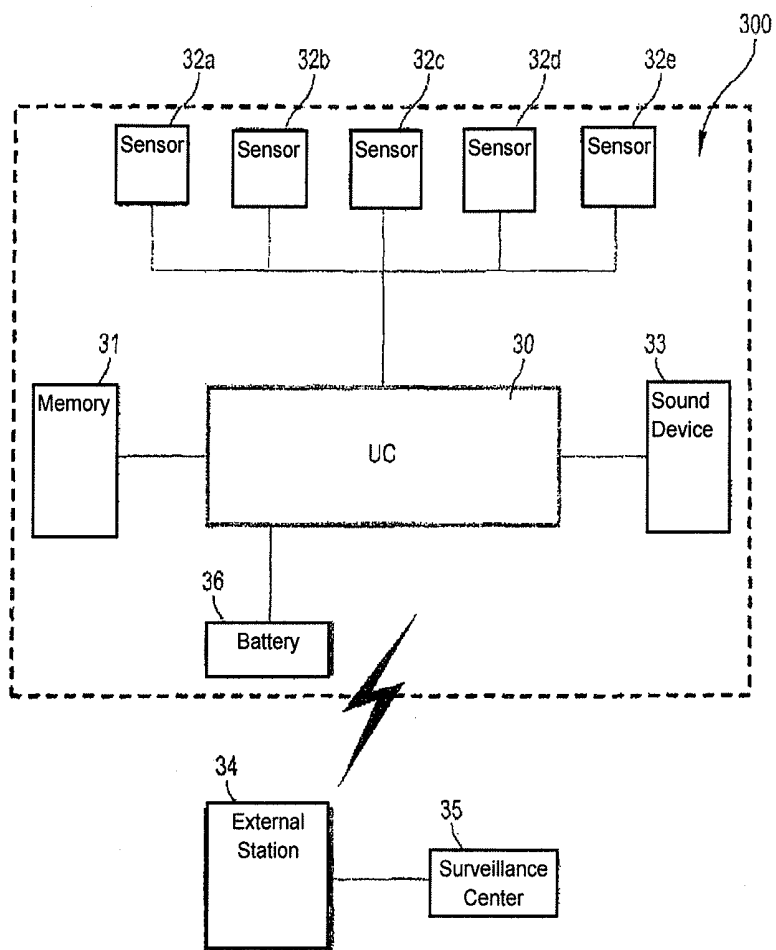 300
32a 32b 32c 32d 32e
Sensor Sensor Sensor Sensor Sensor
31 30 33
Memory
UC
Sound
Device
36
Battery
34
External
Station
35
Surveillance
Center